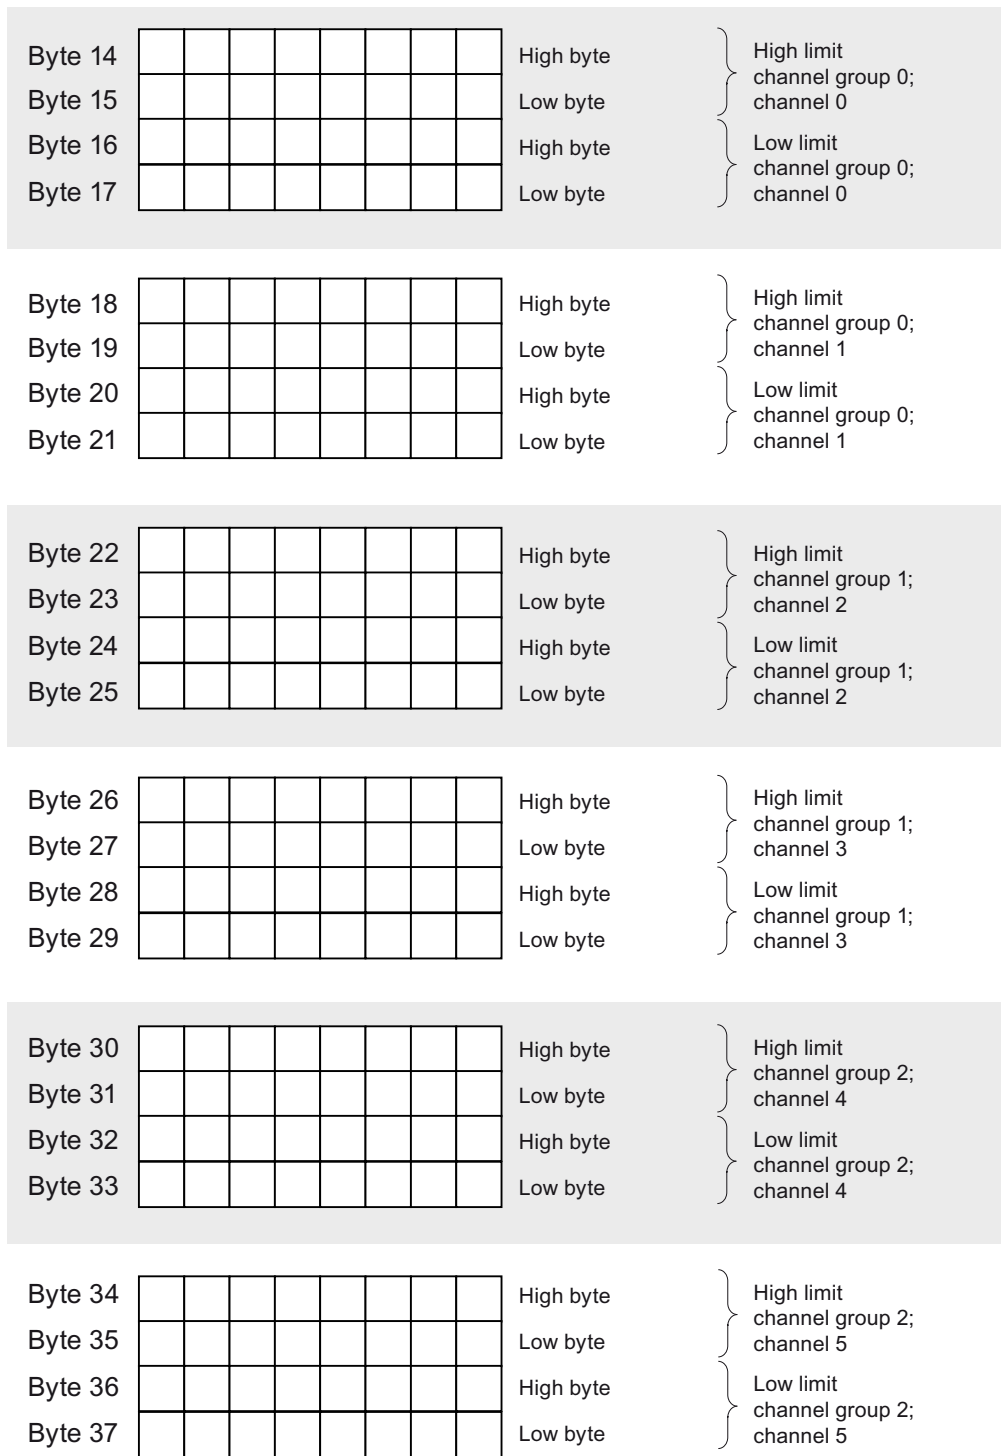 Byte 14 High byte High limit
channel group 0;
Byte 15 Low byte channel 0
Byte 16 High byte Low limit
channel group 0;
Byte 17 Low byte channel 0
Byte 18 High byte High limit
channel group 0;
Byte 19 Low byte channel 1
Byte 20 High byte Low limit
channel group 0;
Byte 21 Low byte channel 1
Byte 22 High byte High limit
channel group 1;
Byte 23 Low byte channel 2
Byte 24 High byte Low limit
channel group 1;
Byte 25 Low byte channel 2
Byte 26 High byte High limit
channel group 1;
Byte 27 Low byte channel 3
Byte 28 High byte Low limit
channel group 1;
Byte 29 Low byte channel 3
Byte 30 High byte High limit
channel group 2;
Byte 31 Low byte channel 4
Byte 32 High byte Low limit
channel group 2;
Byte 33 Low byte channel 4
Byte 34 High byte High limit
channel group 2;
Byte 35 Low byte channel 5
Byte 36 High byte Low limit
channel group 2;
Byte 37 Low byte channel 5